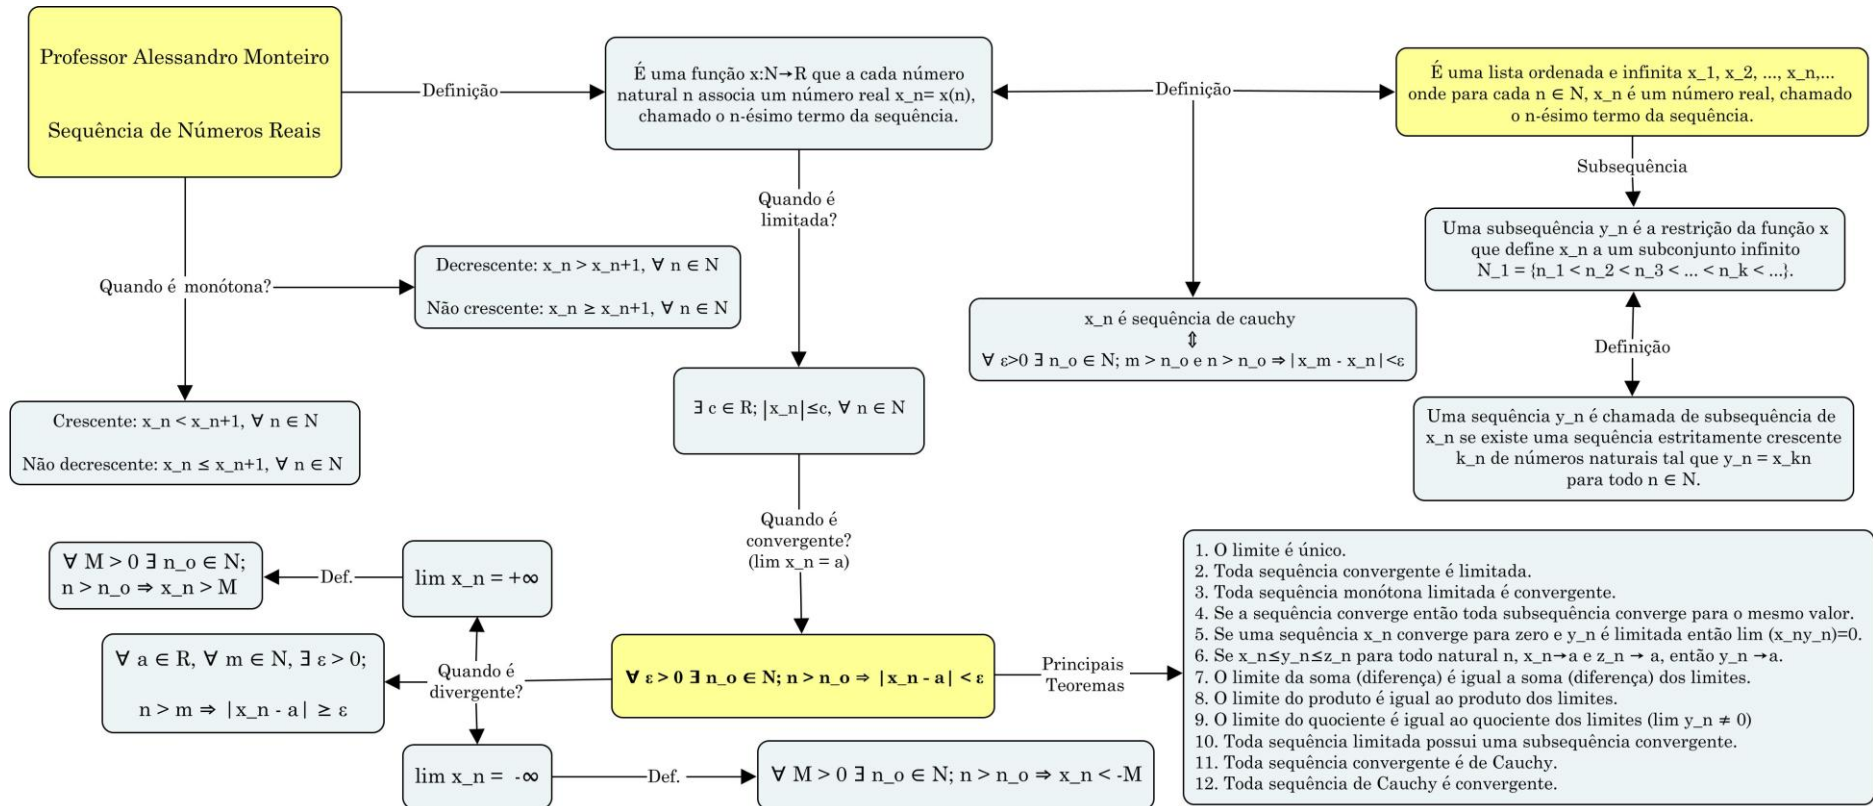 Professor Alessandro Monteiro
Sequência de Números Reais
Definição
É uma função x:N→R que a cada número
natural n associa um número real x_n= x(n),
chamado o n-ésimo termo da sequência.
Definição
É uma lista ordenada e infinita x_1, x_2, ..., x_n,...
onde para cada n ∈ N, x_n é um número real, chamado
o n-ésimo termo da sequência.
Subsequência
Uma subsequência y_n é a restrição da função x
que define x_n a um subconjunto infinito
N_1 = {n_1 < n_2 < n_3 < ... < n_k < ...}.
Definição
Uma sequência y_n é chamada de subsequência de
x_n se existe uma sequência estritamente crescente
k_n de números naturais tal que y_n = x_kn
para todo n ∈ N.
x_n é sequência de cauchy
⇕
∀ ε>0 ∃ n_o ∈ N; m > n_o e n > n_o ⇒ |x_m - x_n|<ε
Quando é monótona?
Decrescente: x_n > x_n+1, ∀ n ∈ N
Não crescente: x_n ≥ x_n+1, ∀ n ∈ N
Crescente: x_n < x_n+1, ∀ n ∈ N
Não decrescente: x_n ≤ x_n+1, ∀ n ∈ N
Quando é
limitada?
∃ c ∈ R; |x_n|≤c, ∀ n ∈ N
Quando é
convergente?
(lim x_n = a)
∀ ε > 0 ∃ n_o ∈ N; n > n_o ⇒ |x_n - a| < ε
Quando é
divergente?
lim x_n = +∞
Def.
∀ M > 0 ∃ n_o ∈ N;
n > n_o ⇒ x_n > M
∀ a ∈ R, ∀ m ∈ N, ∃ ε > 0;
n > m ⇒ |x_n - a| ≥ ε
lim x_n = -∞
Def.
∀ M > 0 ∃ n_o ∈ N; n > n_o ⇒ x_n < -M
Principais
Teoremas
1. O limite é único.
2. Toda sequência convergente é limitada.
3. Toda sequência monótona limitada é convergente.
4. Se a sequência converge então toda subsequência converge para o mesmo valor.
5. Se uma sequência x_n converge para zero e y_n é limitada então lim (x_ny_n)=0.
6. Se x_n≤y_n≤z_n para todo natural n, x_n→a e z_n → a, então y_n →a.
7. O limite da soma (diferença) é igual a soma (diferença) dos limites.
8. O limite do produto é igual ao produto dos limites.
9. O limite do quociente é igual ao quociente dos limites (lim y_n ≠ 0)
10. Toda sequência limitada possui uma subsequência convergente.
11. Toda sequência convergente é de Cauchy.
12. Toda sequência de Cauchy é convergente.